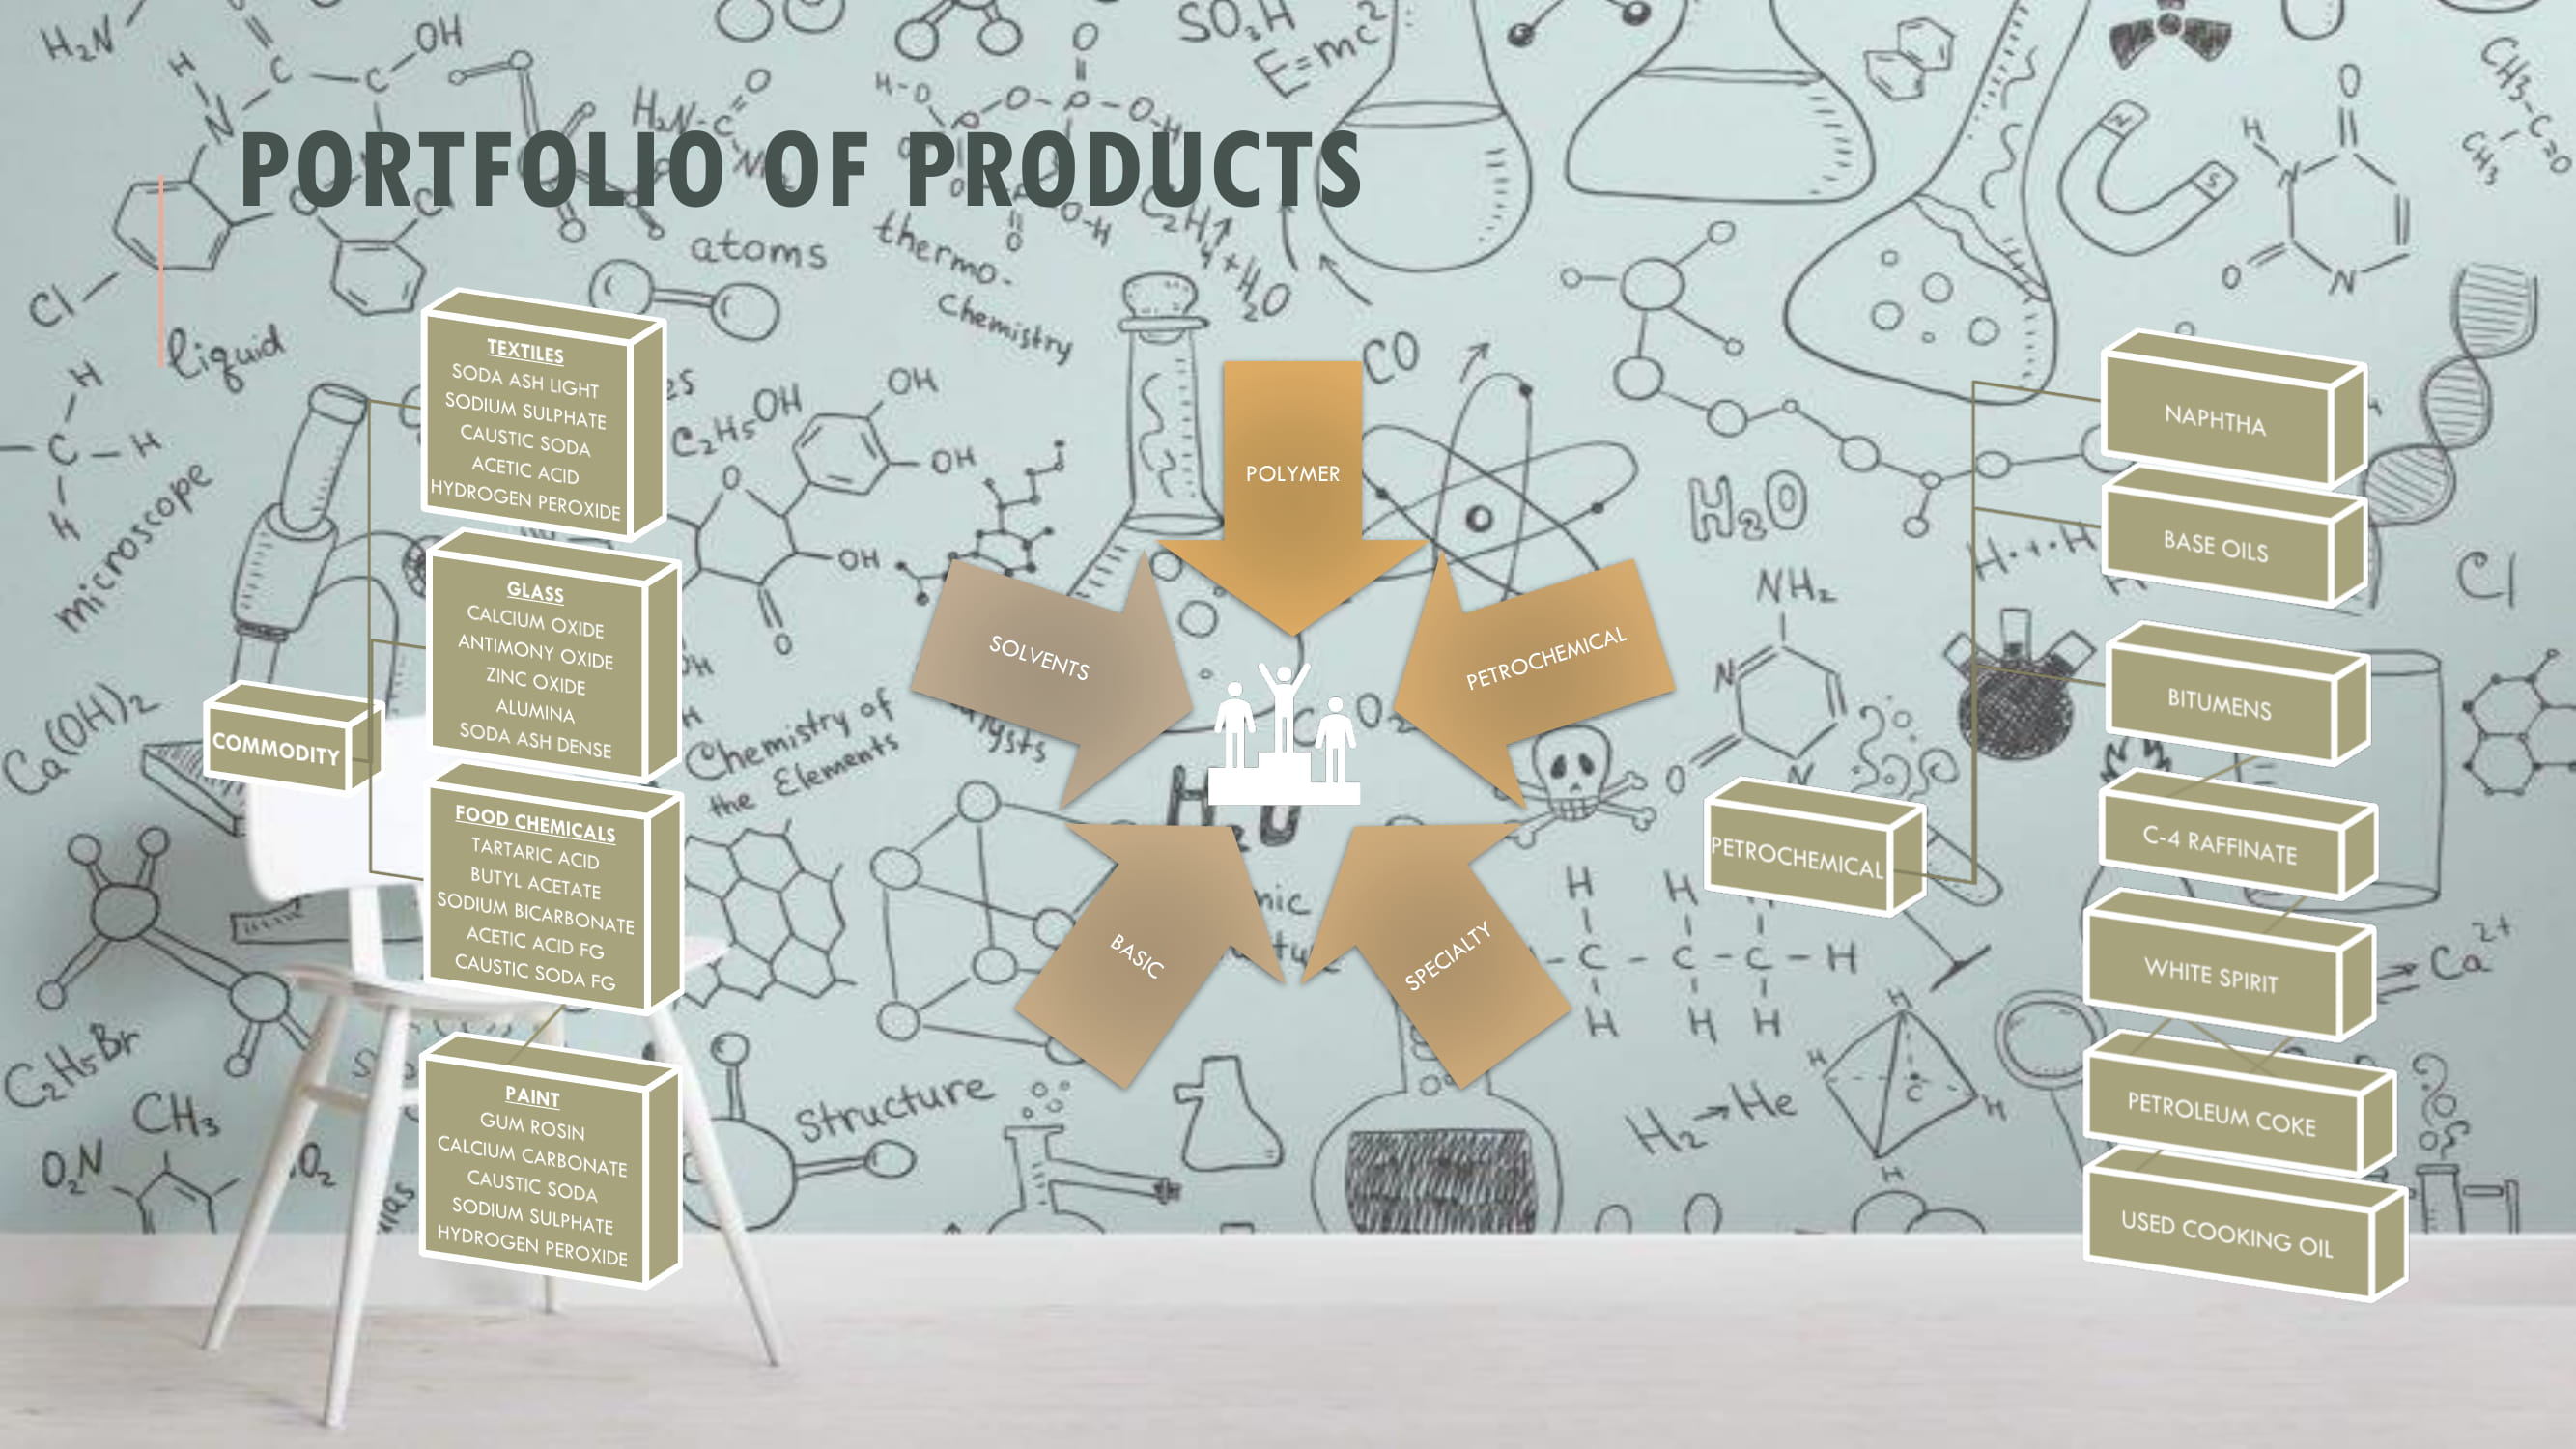 PORTFOLIO OF PRODUCTS
COMMODITY
TEXTILES
SODA ASH LIGHT
SODIUM SULPHATE
CAUSTIC SODA
ACETIC ACID
HYDROGEN PEROXIDE
GLASS
CALCIUM OXIDE
ANTIMONY OXIDE
ZINC OXIDE
ALUMINA
SODA ASH DENSE
FOOD CHEMICALS
TARTARIC ACID
BUTYL ACETATE
SODIUM BICARBONATE
ACETIC ACID FG
CAUSTIC SODA FG
PAINT
GUM ROSIN
CALCIUM CARBONATE
CAUSTIC SODA
SODIUM SULPHATE
HYDROGEN PEROXIDE
POLYMER
SOLVENTS
PETROCHEMICAL
BASIC
SPECIALTY
PETROCHEMICAL
NAPHTHA
BASE OILS
BITUMENS
C-4 RAFFINATE
WHITE SPIRIT
PETROLEUM COKE
USED COOKING OIL
H₂N
OH
SO₃H
E=mc²
atoms
thermo-
chemistry
liquid
Cl
CO
C₂H₅OH
OH
OH
OH
microscope
H₂O
NH₂
Cl
Ca(OH)₂
Chemistry of
the Elements
C₂H₅Br
CH₃
O₂N
Structure
H₂→He
Ca²⁺